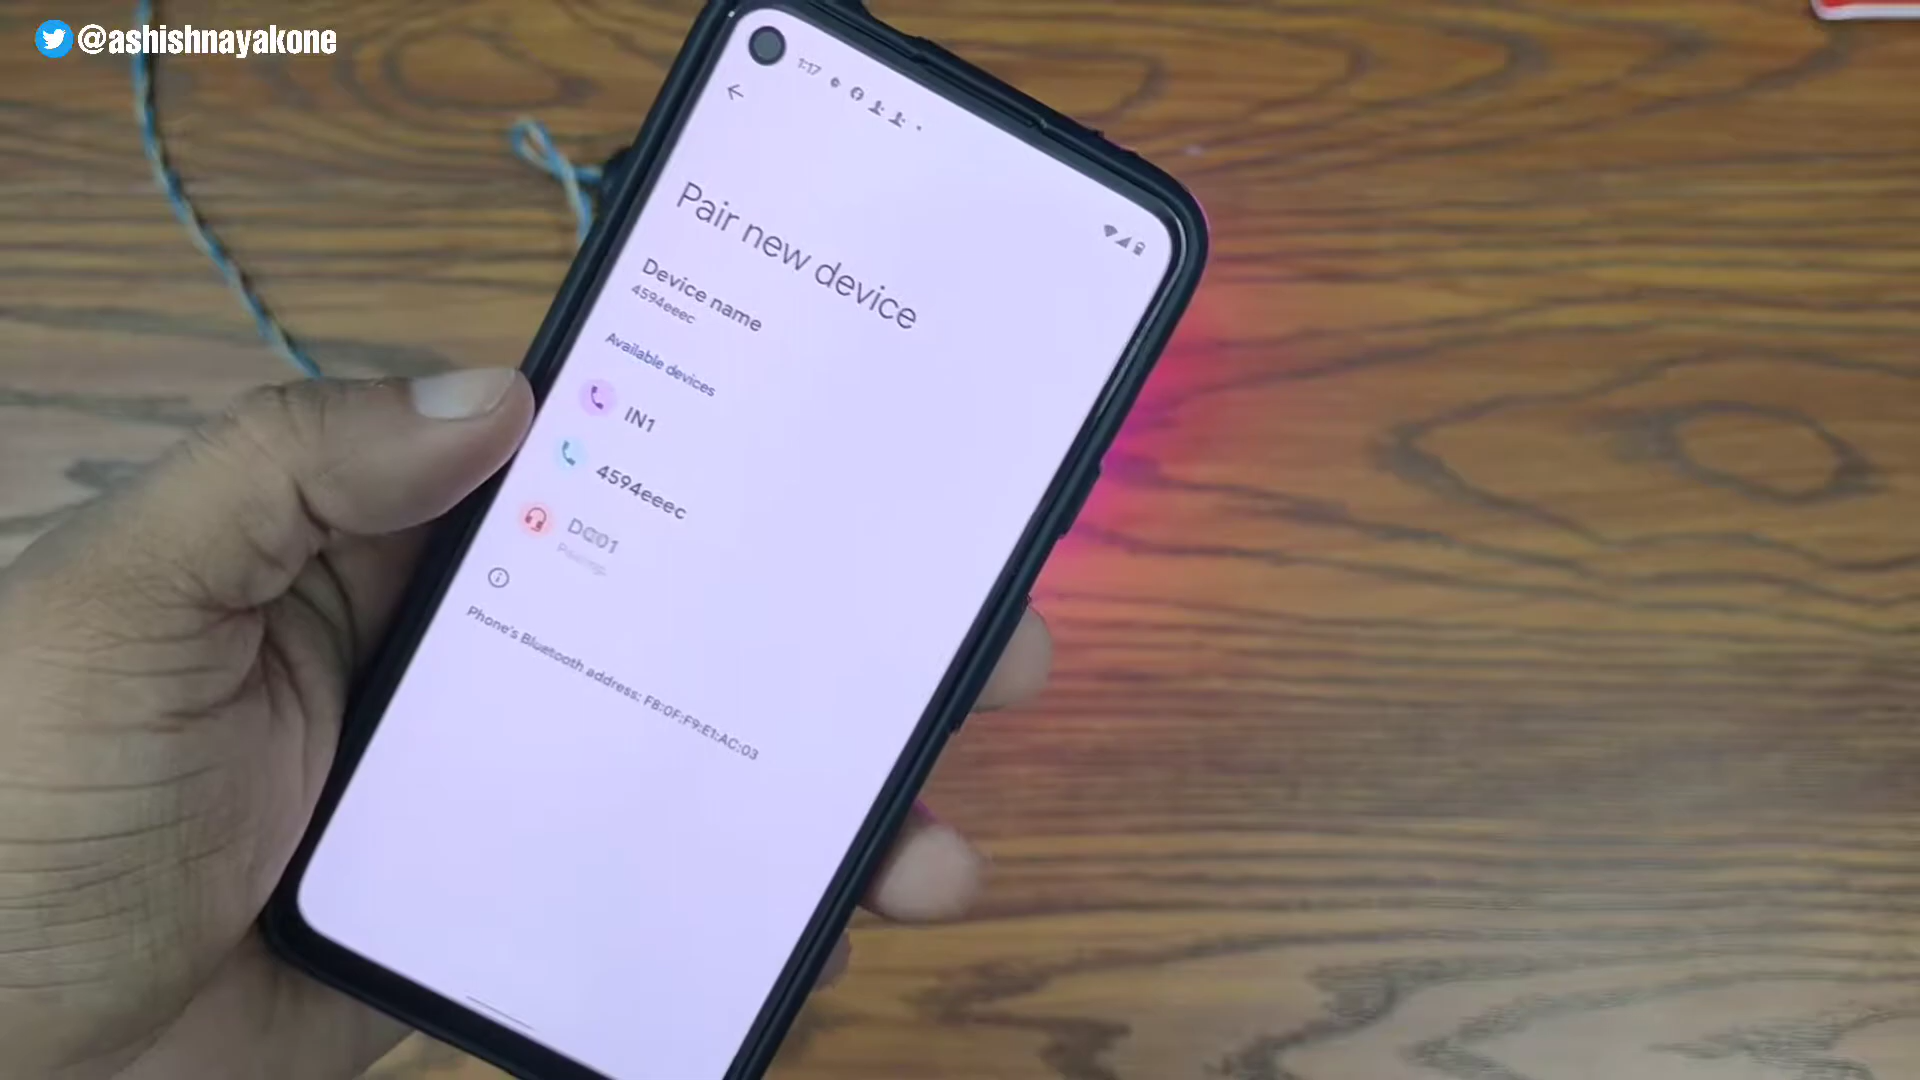 @ashishnayakone
1:17
Pair new device
Device name
4594eeec
Available devices
IN1
4594eeec
Pairing...
Phone's Bluetooth address: F8:0F:F9:E1:AC:03